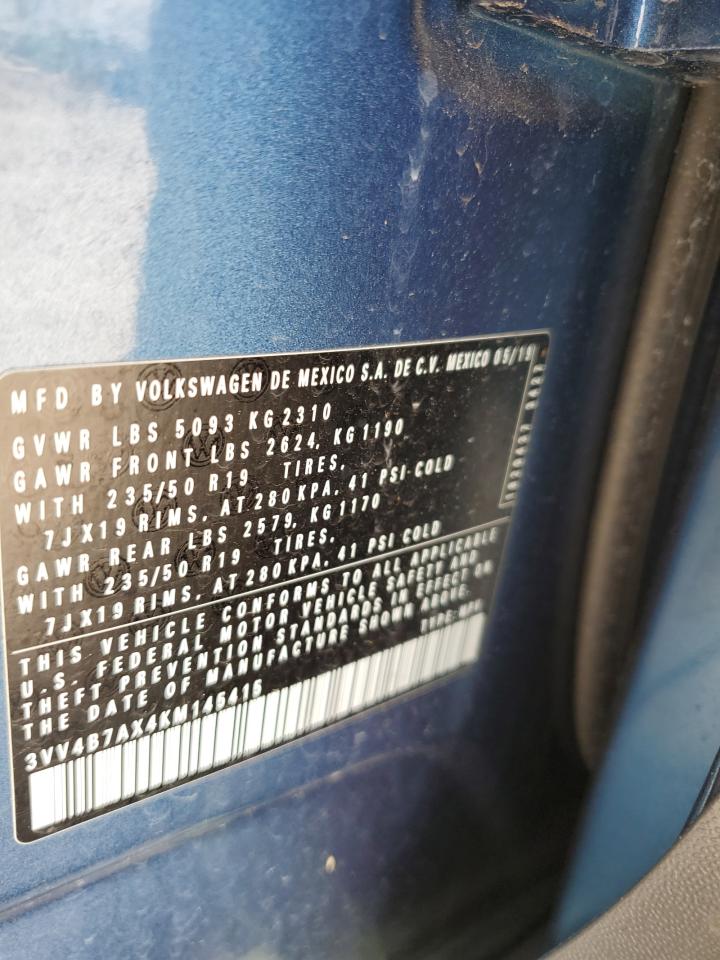 MFD BY VOLKSWAGEN DE MEXICO S.A. DE C.V. MEXICO 05/19
GVWR LBS 5093 KG 2310
GAWR FRONT LBS 2624, KG 1190
WITH 235/50 R19 TIRES,
7JX19 RIMS, AT 280 KPA, 41 PSI COLD
GAWR REAR LBS 2579, KG 1170
WITH 235/50 R19 TIRES,
7JX19 RIMS, AT 280 KPA, 41 PSI COLD
THIS VEHICLE CONFORMS TO ALL APPLICABLE
U.S. FEDERAL MOTOR VEHICLE SAFETY AND
THEFT PREVENTION STANDARDS IN EFFECT ON
THE DATE OF MANUFACTURE SHOWN ABOVE.
TYPE: MPV
3VV4B7AX4KM146415